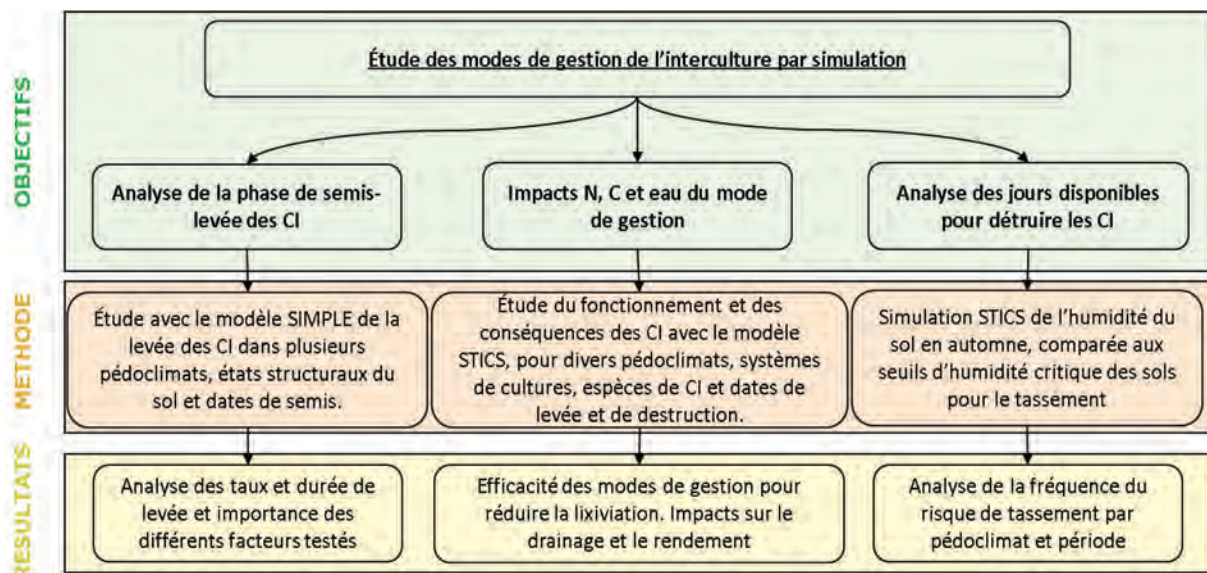 OBJECTIFS
Étude des modes de gestion de l'interculture par simulation
Analyse de la phase de semis-
levée des CI
Impacts N, C et eau du mode
de gestion
Analyse des jours disponibles
pour détruire les CI
METHODE
Étude avec le modèle SIMPLE de la
levée des CI dans plusieurs
pédoclimats, états structuraux du
sol et dates de semis.
Étude du fonctionnement et des
conséquences des CI avec le modèle
STICS, pour divers pédoclimats, systèmes
de cultures, espèces de CI et dates de
levée et de destruction.
Simulation STICS de l'humidité du
sol en automne, comparée aux
seuils d'humidité critique des sols
pour le tassement
RESULTATS
Analyse des taux et durée de
levée et importance des
différents facteurs testés
Efficacité des modes de gestion pour
réduire la lixiviation. Impacts sur le
drainage et le rendement
Analyse de la fréquence du
risque de tassement par
pédoclimat et période